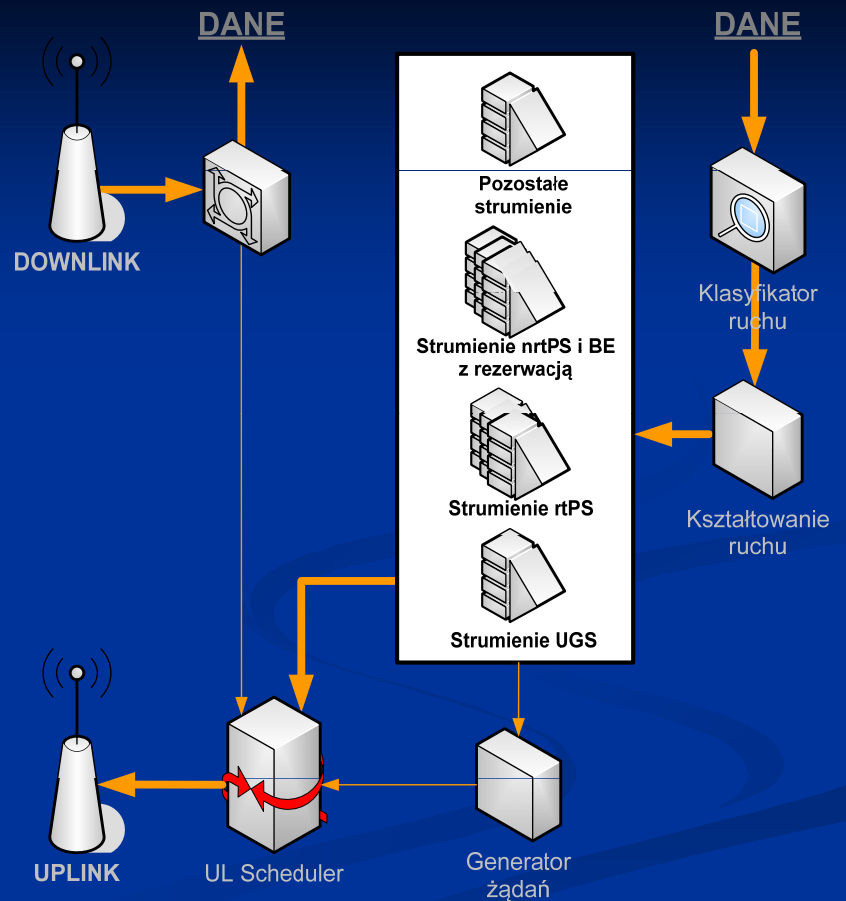 DANE
DANE
DOWNLINK
Pozostałe
strumienie
Klasyfikator
ruchu
Strumienie nrtPS i BE
z rezerwacją
Strumienie rtPS
Kształtowanie
ruchu
Strumienie UGS
UPLINK
UL Scheduler
Generator
żądań